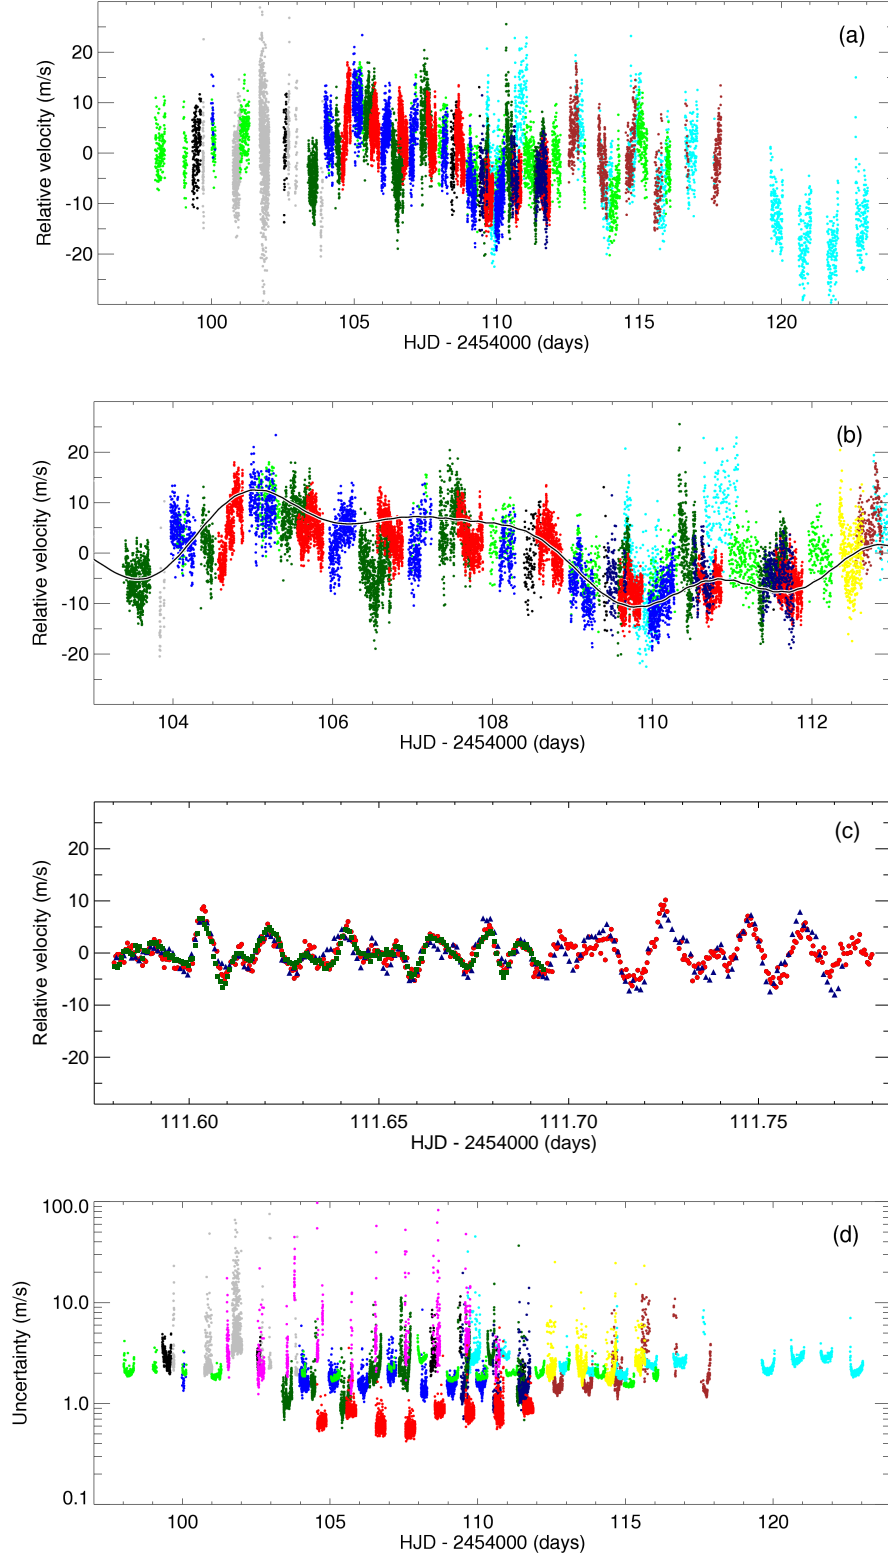 (a)
20
10
0
-10
-20
Relative velocity (m/s)
100 105 110 115 120
HJD - 2454000 (days)
(b)
20
10
0
-10
-20
Relative velocity (m/s)
104 106 108 110 112
HJD - 2454000 (days)
(c)
20
10
0
-10
-20
Relative velocity (m/s)
111.60 111.65 111.70 111.75
HJD - 2454000 (days)
(d)
100.0
10.0
1.0
0.1
Uncertainty (m/s)
100 105 110 115 120
HJD - 2454000 (days)